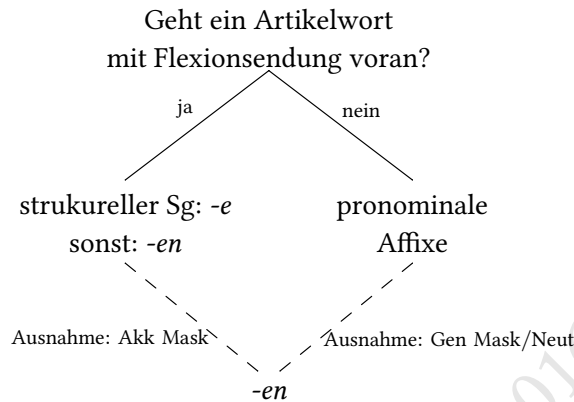 Geht ein Artikelwort
mit Flexionsendung voran?
ja
nein
strukureller Sg: -e
sonst: -en
pronominale
Affixe
Ausnahme: Akk Mask
Ausnahme: Gen Mask/Neut
-en